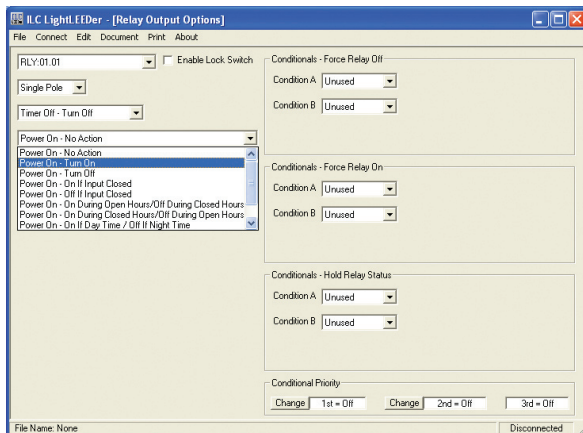 ILC LightLEEDer - [Relay Output Options]
File Connect Edit Document Print About
RLY:01.01
Enable Lock Switch
Single Pole
Timer Off - Turn Off
Power On - No Action
Power On - No Action
Power On - Turn On
Power On - Turn Off
Power On - On If Input Closed
Power On - Off If Input Closed
Power On - On During Open Hours/Off During Closed Hours
Power On - On During Closed Hours/Off During Open Hours
Power On - On If Day Time / Off If Night Time
Conditionals - Force Relay Off
Condition A Unused
Condition B Unused
Conditionals - Force Relay On
Condition A Unused
Condition B Unused
Conditionals - Hold Relay Status
Condition A Unused
Condition B Unused
Conditional Priority
Change 1st = Off Change 2nd = Off 3rd = Off
File Name: None
Disconnected